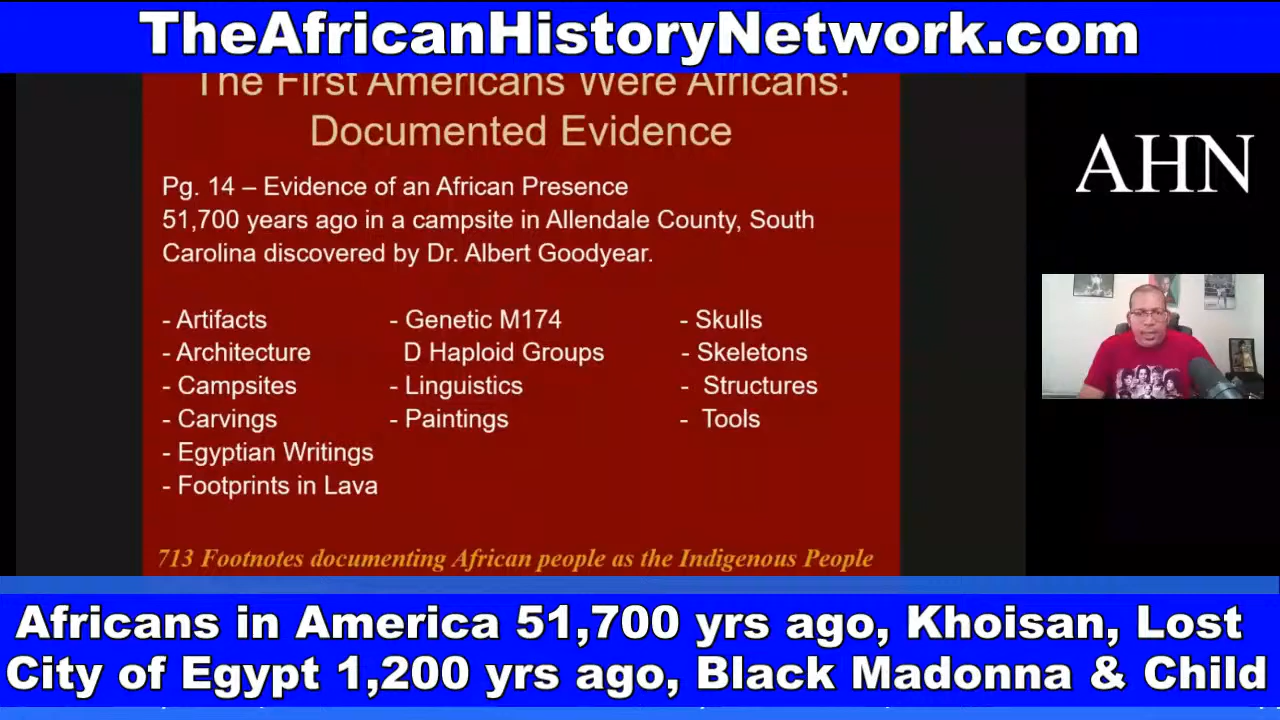 TheAfricanHistoryNetwork.com
The First Americans Were Africans:
Documented Evidence
AHN
Pg. 14 – Evidence of an African Presence
51,700 years ago in a campsite in Allendale County, South
Carolina discovered by Dr. Albert Goodyear.
- Artifacts
- Architecture
- Campsites
- Carvings
- Egyptian Writings
- Footprints in Lava
- Genetic M174
D Haploid Groups
- Linguistics
- Paintings
- Skulls
- Skeletons
- Structures
- Tools
713 Footnotes documenting African people as the Indigenous People
Africans in America 51,700 yrs ago, Khoisan, Lost
City of Egypt 1,200 yrs ago, Black Madonna & Child